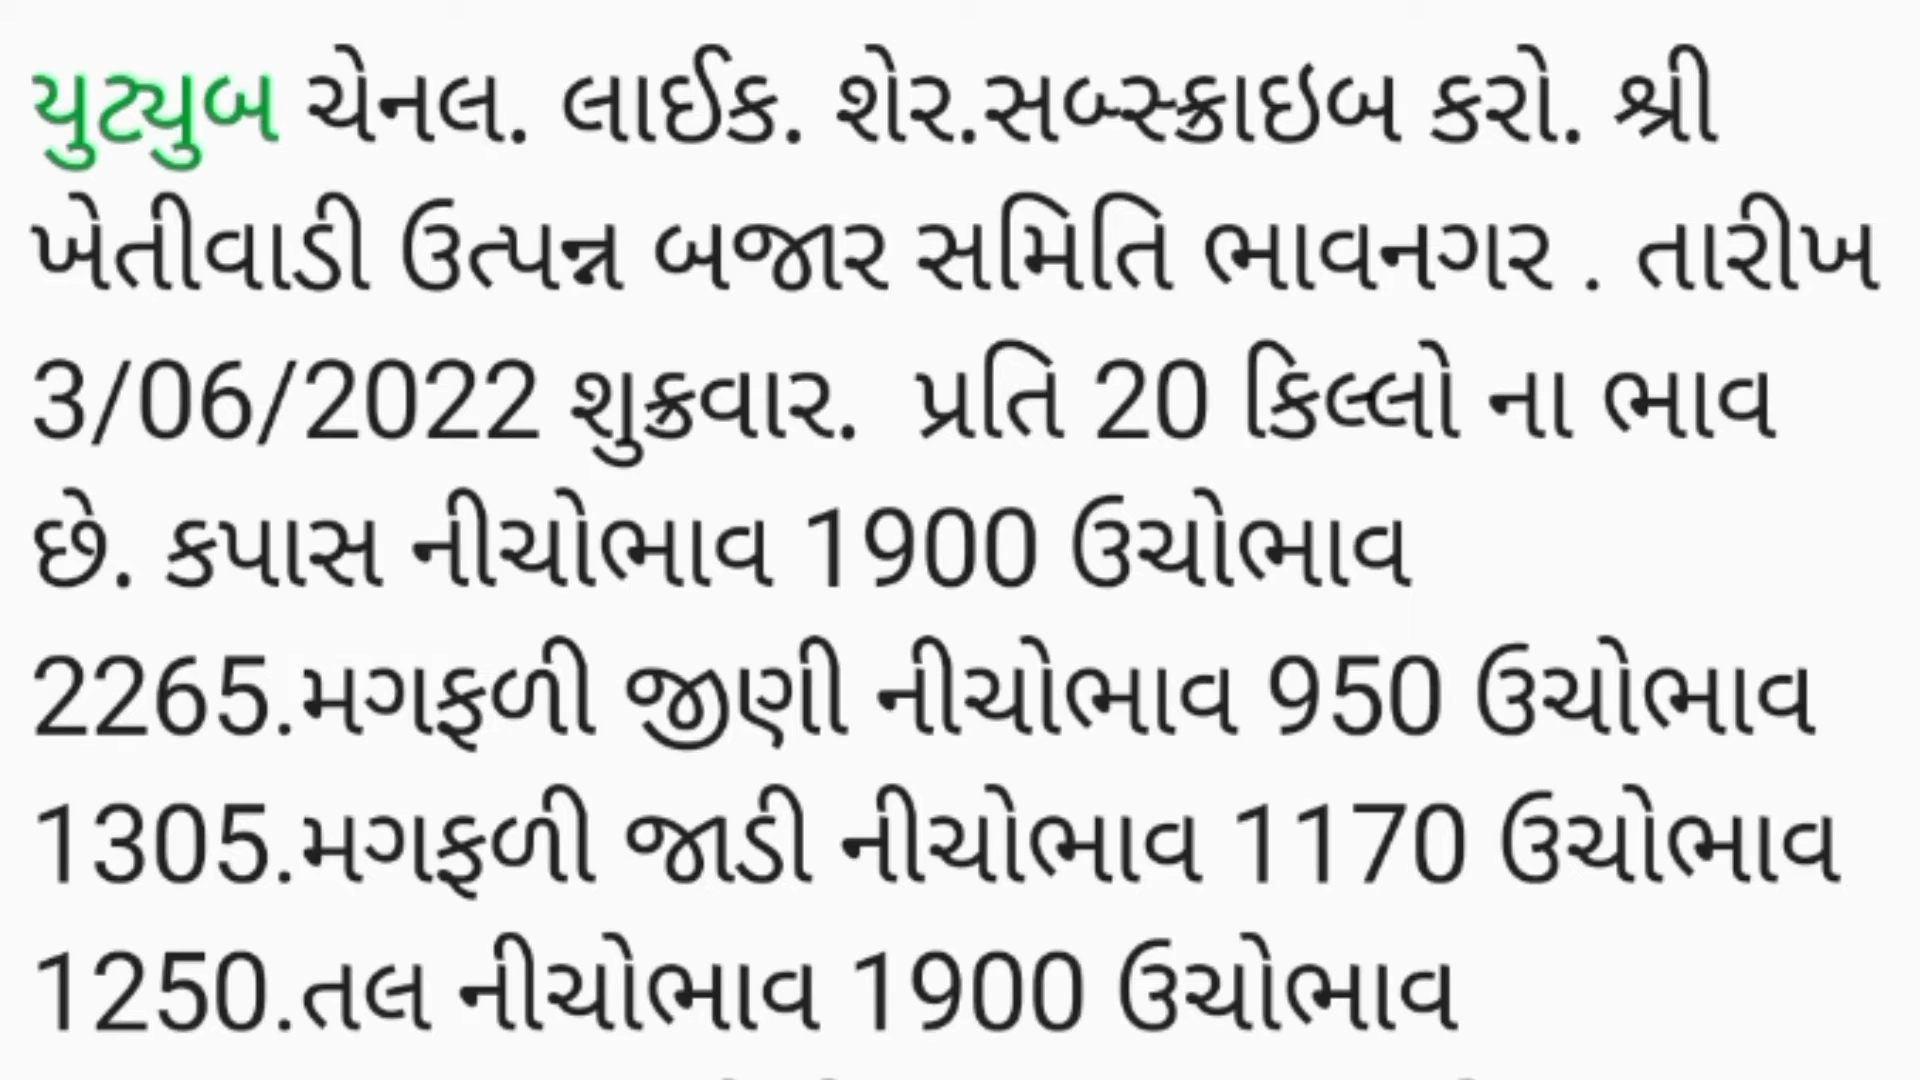 યુટ્યુબ ચેનલ. લાઈક. શેર.સબ્સ્ક્રાઇબ કરો. શ્રી
ખેતીવાડી ઉત્પન્ન બજાર સમિતિ ભાવનગર . તારીખ
3/06/2022 શુક્રવાર.  પ્રતિ 20 કિલ્લો ના ભાવ
છે. કપાસ નીચોભાવ 1900 ઉચોભાવ
2265.મગફળી જીણી નીચોભાવ 950 ઉચોભાવ
1305.મગફળી જાડી નીચોભાવ 1170 ઉચોભાવ
1250.તલ નીચોભાવ 1900 ઉચોભાવ